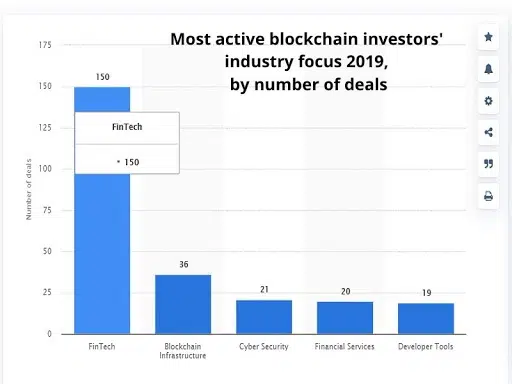 Most active blockchain investors'
industry focus 2019,
by number of deals
Number of deals
175
150
125
100
75
50
25
0
150
36
21
20
19
FinTech
• 150
FinTech
Blockchain
Infrastructure
Cyber Security
Financial Services
Developer Tools